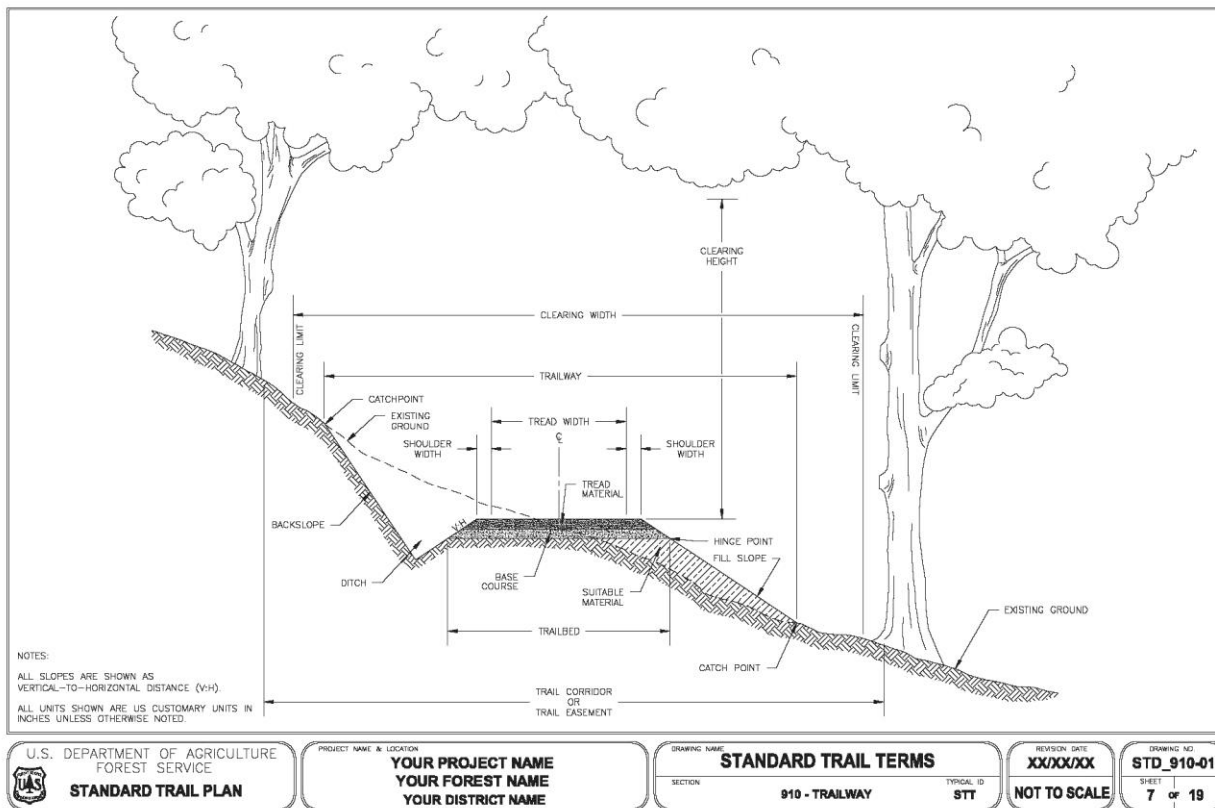 CLEARING
HEIGHT
CLEARING WIDTH
CLEARING LIMIT
CLEARING LIMIT
TRAILWAY
CATCHPOINT
EXISTING
GROUND
TREAD WIDTH
℄
SHOULDER
WIDTH
SHOULDER
WIDTH
TREAD
MATERIAL
BACKSLOPE
V:H
HINGE POINT
FILL SLOPE
DITCH
BASE
COURSE
SUITABLE
MATERIAL
EXISTING GROUND
TRAILBED
CATCH POINT
NOTES:
ALL SLOPES ARE SHOWN AS
VERTICAL-TO-HORIZONTAL DISTANCE (V:H).
ALL UNITS SHOWN ARE US CUSTOMARY UNITS IN
INCHES UNLESS OTHERWISE NOTED.
TRAIL CORRIDOR
OR
TRAIL EASEMENT
U.S. DEPARTMENT OF AGRICULTURE
FOREST SERVICE
STANDARD TRAIL PLAN
PROJECT NAME & LOCATION
YOUR PROJECT NAME
YOUR FOREST NAME
YOUR DISTRICT NAME
DRAWING NAME
STANDARD TRAIL TERMS
SECTION
910 - TRAILWAY
TYPICAL ID
STT
REVISION DATE
XX/XX/XX
NOT TO SCALE
DRAWING NO.
STD_910-01
SHEET
7 OF 19